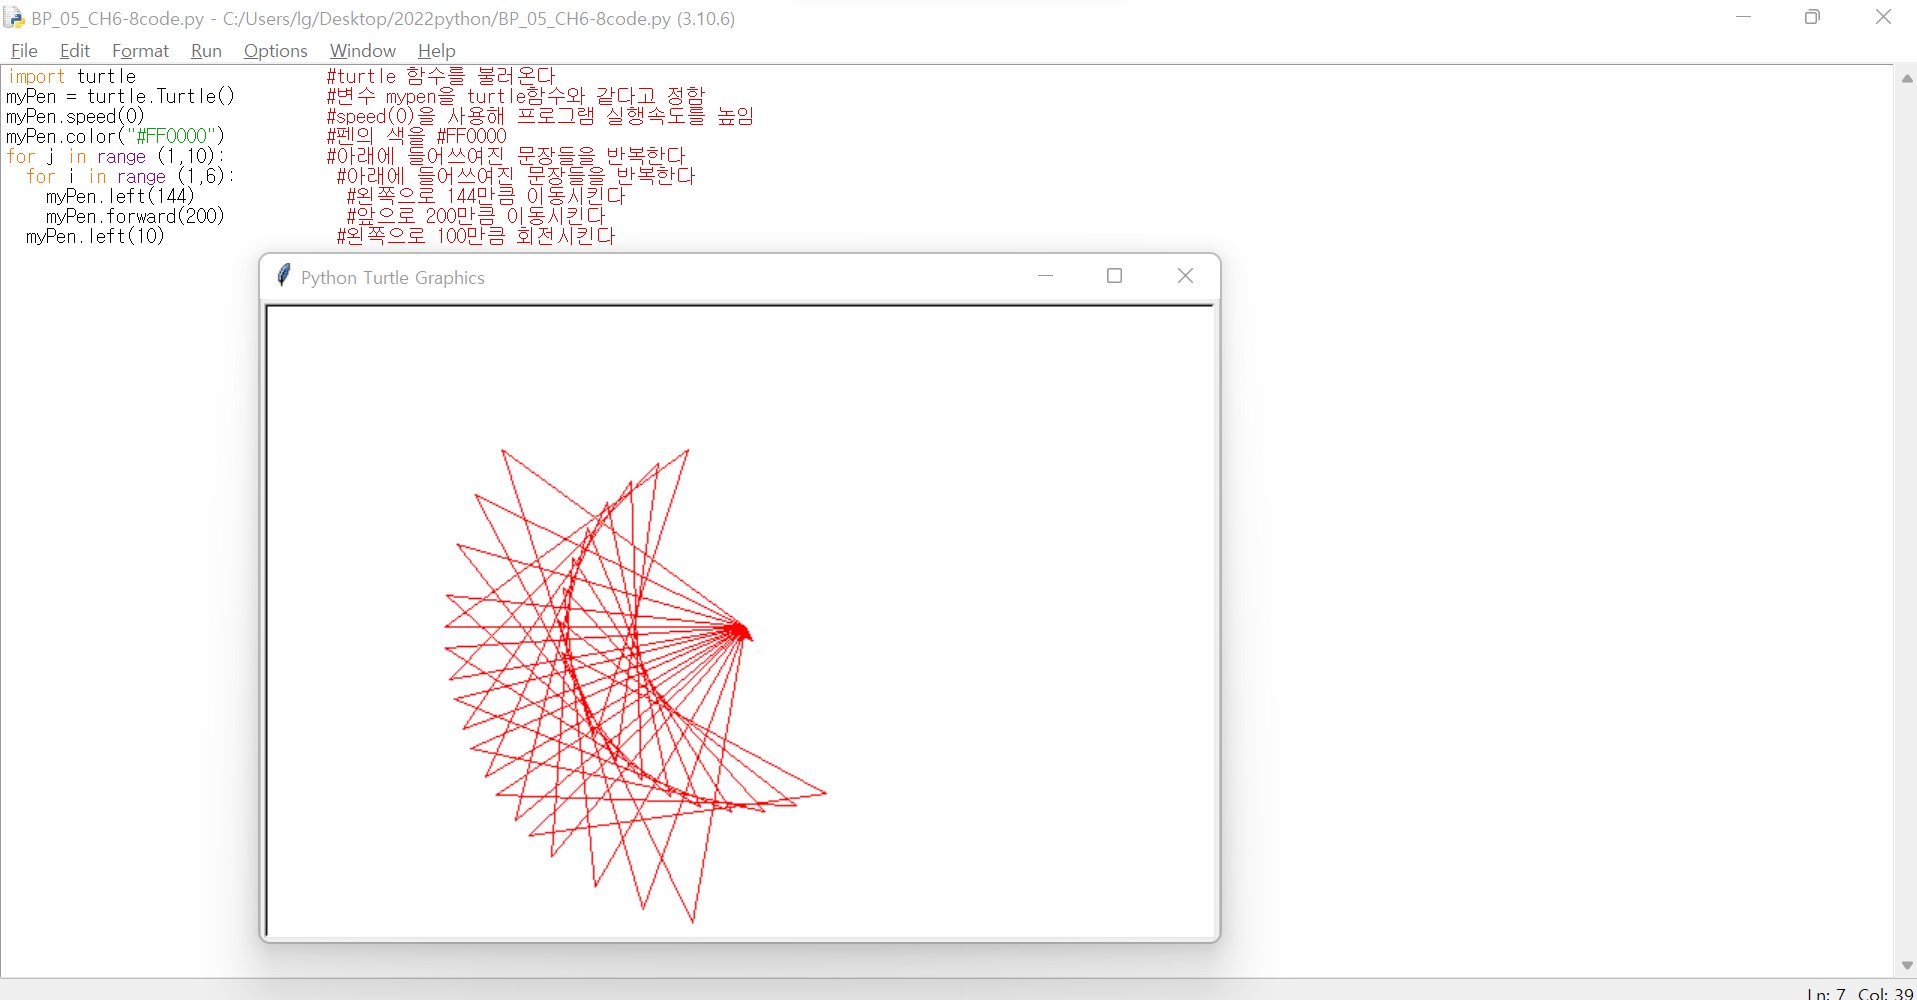 BP_05_CH6-8code.py - C:/Users/lg/Desktop/2022python/BP_05_CH6-8code.py (3.10.6)
File Edit Format Run Options Window Help
import turtle #turtle 함수를 불러온다
myPen = turtle.Turtle() #변수 mypen을 turtle함수와 같다고 정함
myPen.speed(0) #speed(0)을 사용해 프로그램 실행속도를 높임
myPen.color("#FF0000") #펜의 색을 #FF0000
for j in range (1,10): #아래에 들어쓰여진 문장들을 반복한다
for i in range (1,6): #아래에 들어쓰여진 문장들을 반복한다
myPen.left(144) #왼쪽으로 144만큼 이동시킨다
myPen.forward(200) #앞으로 200만큼 이동시킨다
myPen.left(10) #왼쪽으로 100만큼 회전시킨다
Python Turtle Graphics
Ln: 7 Col: 39